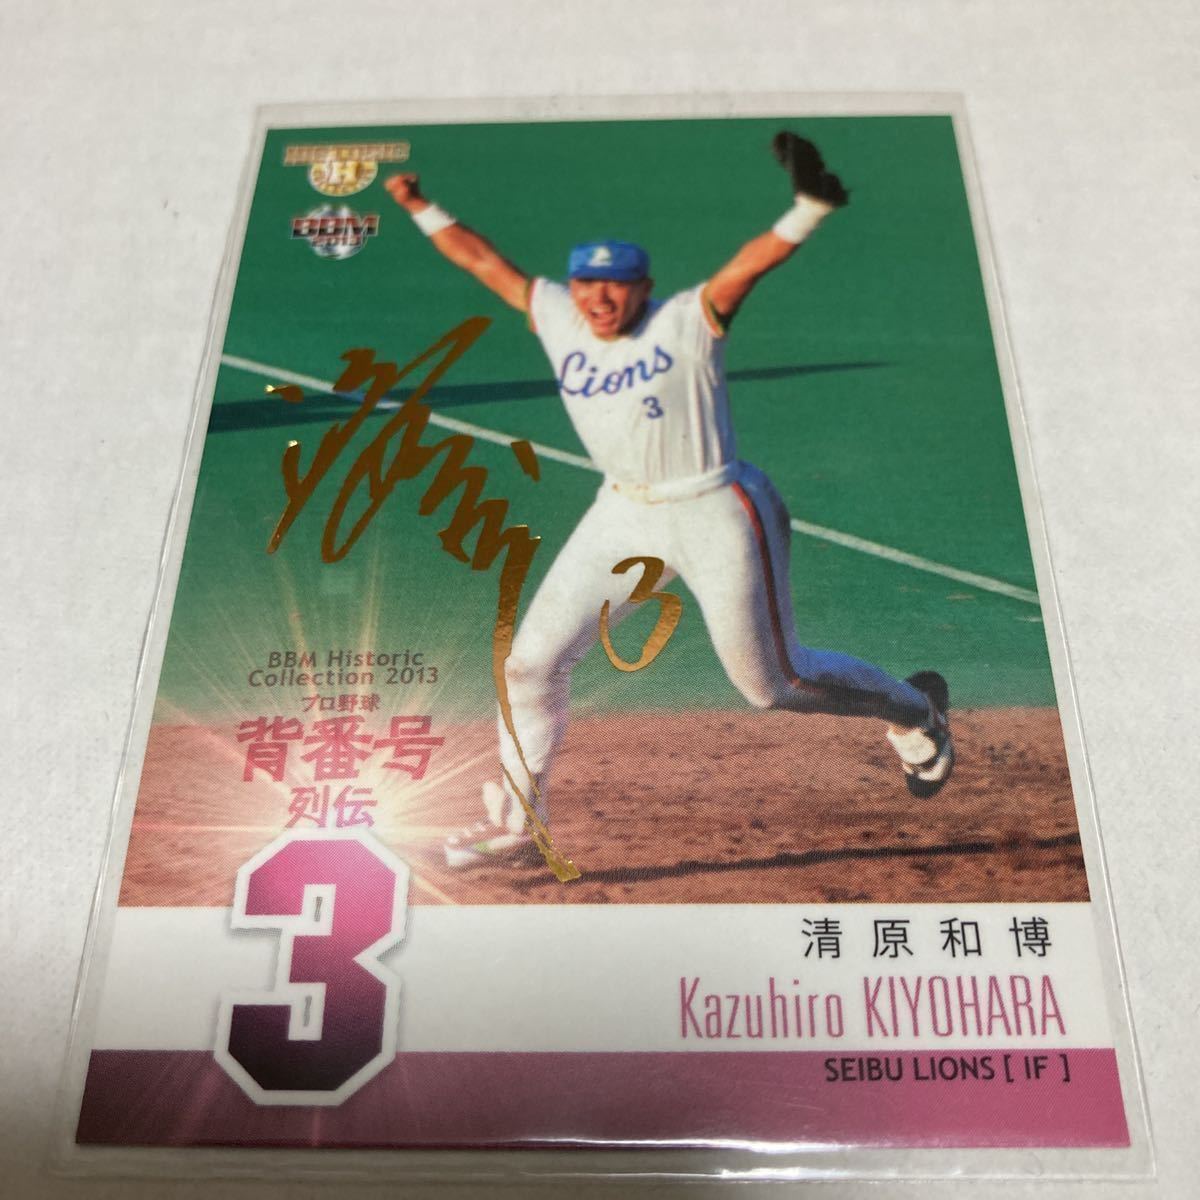 HISTORIC
H
BBM
2013
L
Lions
3
3
BBM Historic
Collection 2013
プロ野球
背番号
列伝
3
清原和博
Kazuhiro KIYOHARA
SEIBU LIONS [ IF ]